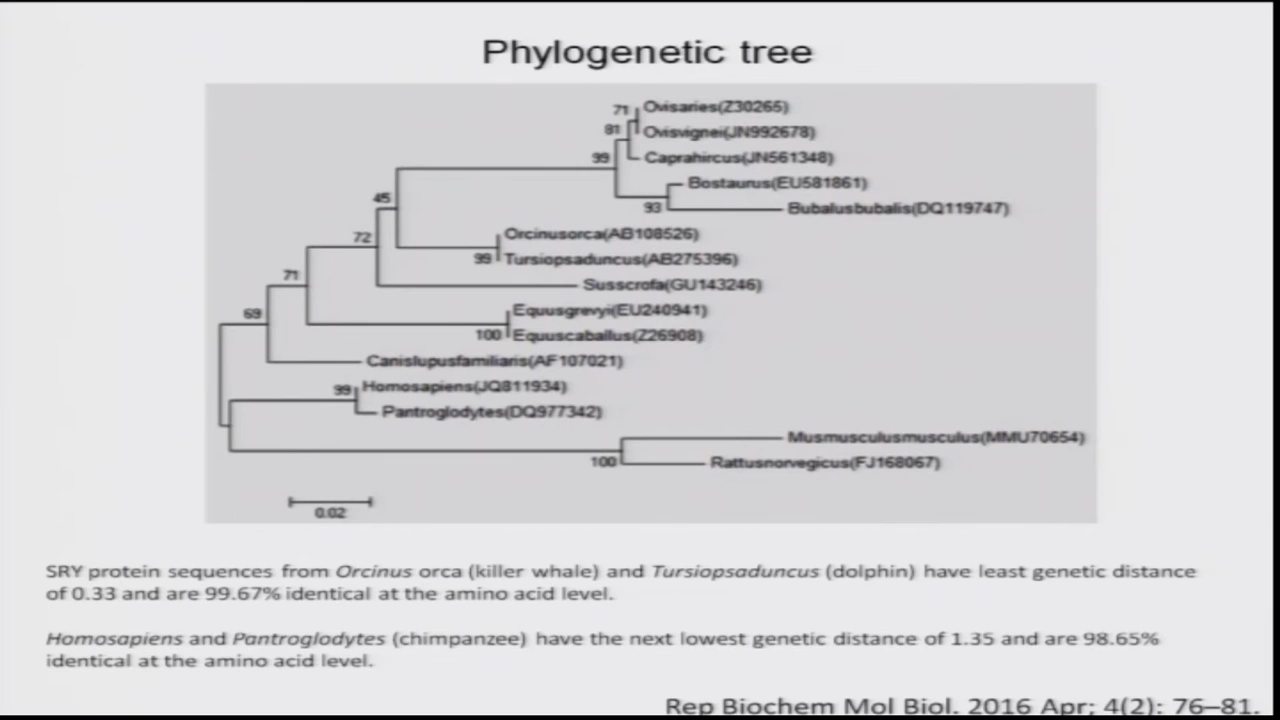 Phylogenetic tree
71
Ovisaries(Z30265)
81
Ovisvignei(JN992678)
99
Caprahircus(JN561348)
Bostaurus(EU581861)
93
Bubalusbubalis(DQ119747)
45
72
Orcinusorca(AB108526)
99
Tursiopsaduncus(AB275396)
71
Susscrofa(GU143246)
69
Equusgrevyi(EU240941)
100
Equuscaballus(Z26908)
Canislupusfamiliaris(AF107021)
99
Homosapiens(JQ811934)
Pantroglodytes(DQ977342)
Musmusculusmusculus(MMU70654)
100
Rattusnorvegicus(FJ168067)
0.02
SRY protein sequences from Orcinus orca (killer whale) and Tursiopsaduncus (dolphin) have least genetic distance
of 0.33 and are 99.67% identical at the amino acid level.
Homosapiens and Pantroglodytes (chimpanzee) have the next lowest genetic distance of 1.35 and are 98.65%
identical at the amino acid level.
Rep Biochem Mol Biol. 2016 Apr; 4(2): 76–81.